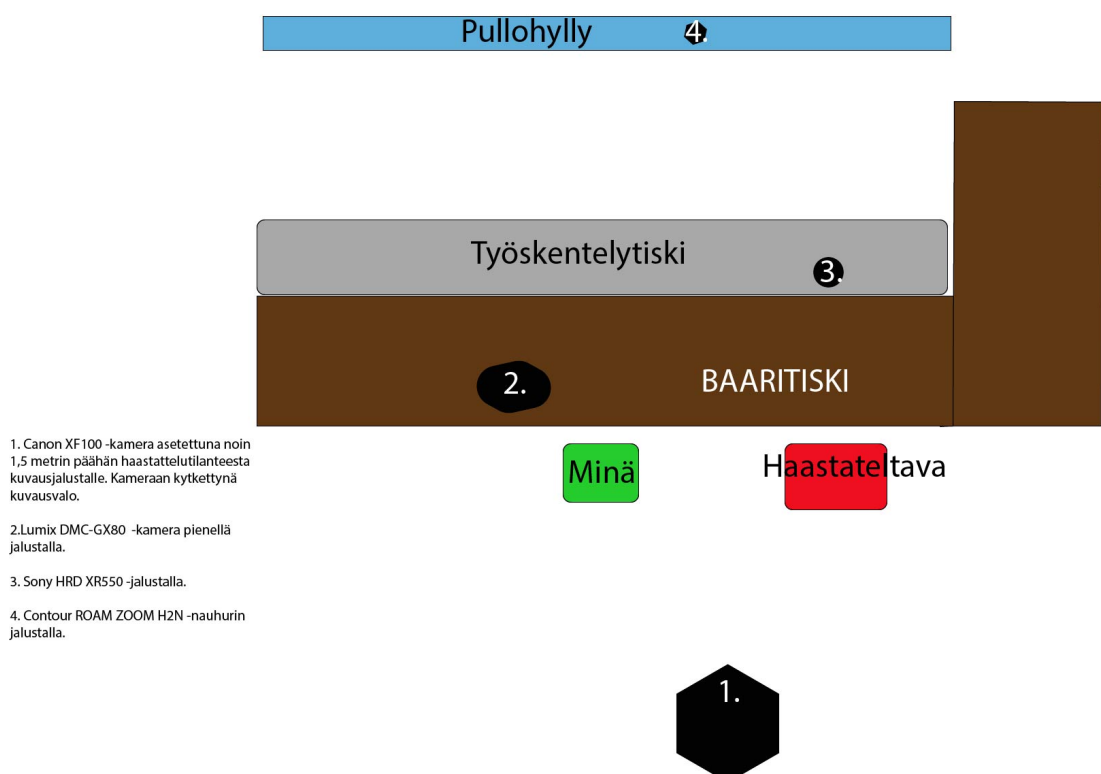 Pullohylly
4.
Työskentelytiski
3.
2.
BAARITISKI
1. Canon XF100 -kamera asetettuna noin
1,5 metrin päähän haastattelutilanteesta
kuvausjalustalle. Kameraan kytkettynä
kuvausvalo.
2.Lumix DMC-GX80 -kamera pienellä
jalustalla.
3. Sony HRD XR550 -jalustalla.
4. Contour ROAM ZOOM H2N -nauhurin
jalustalla.
Minä
Haastateltava
1.